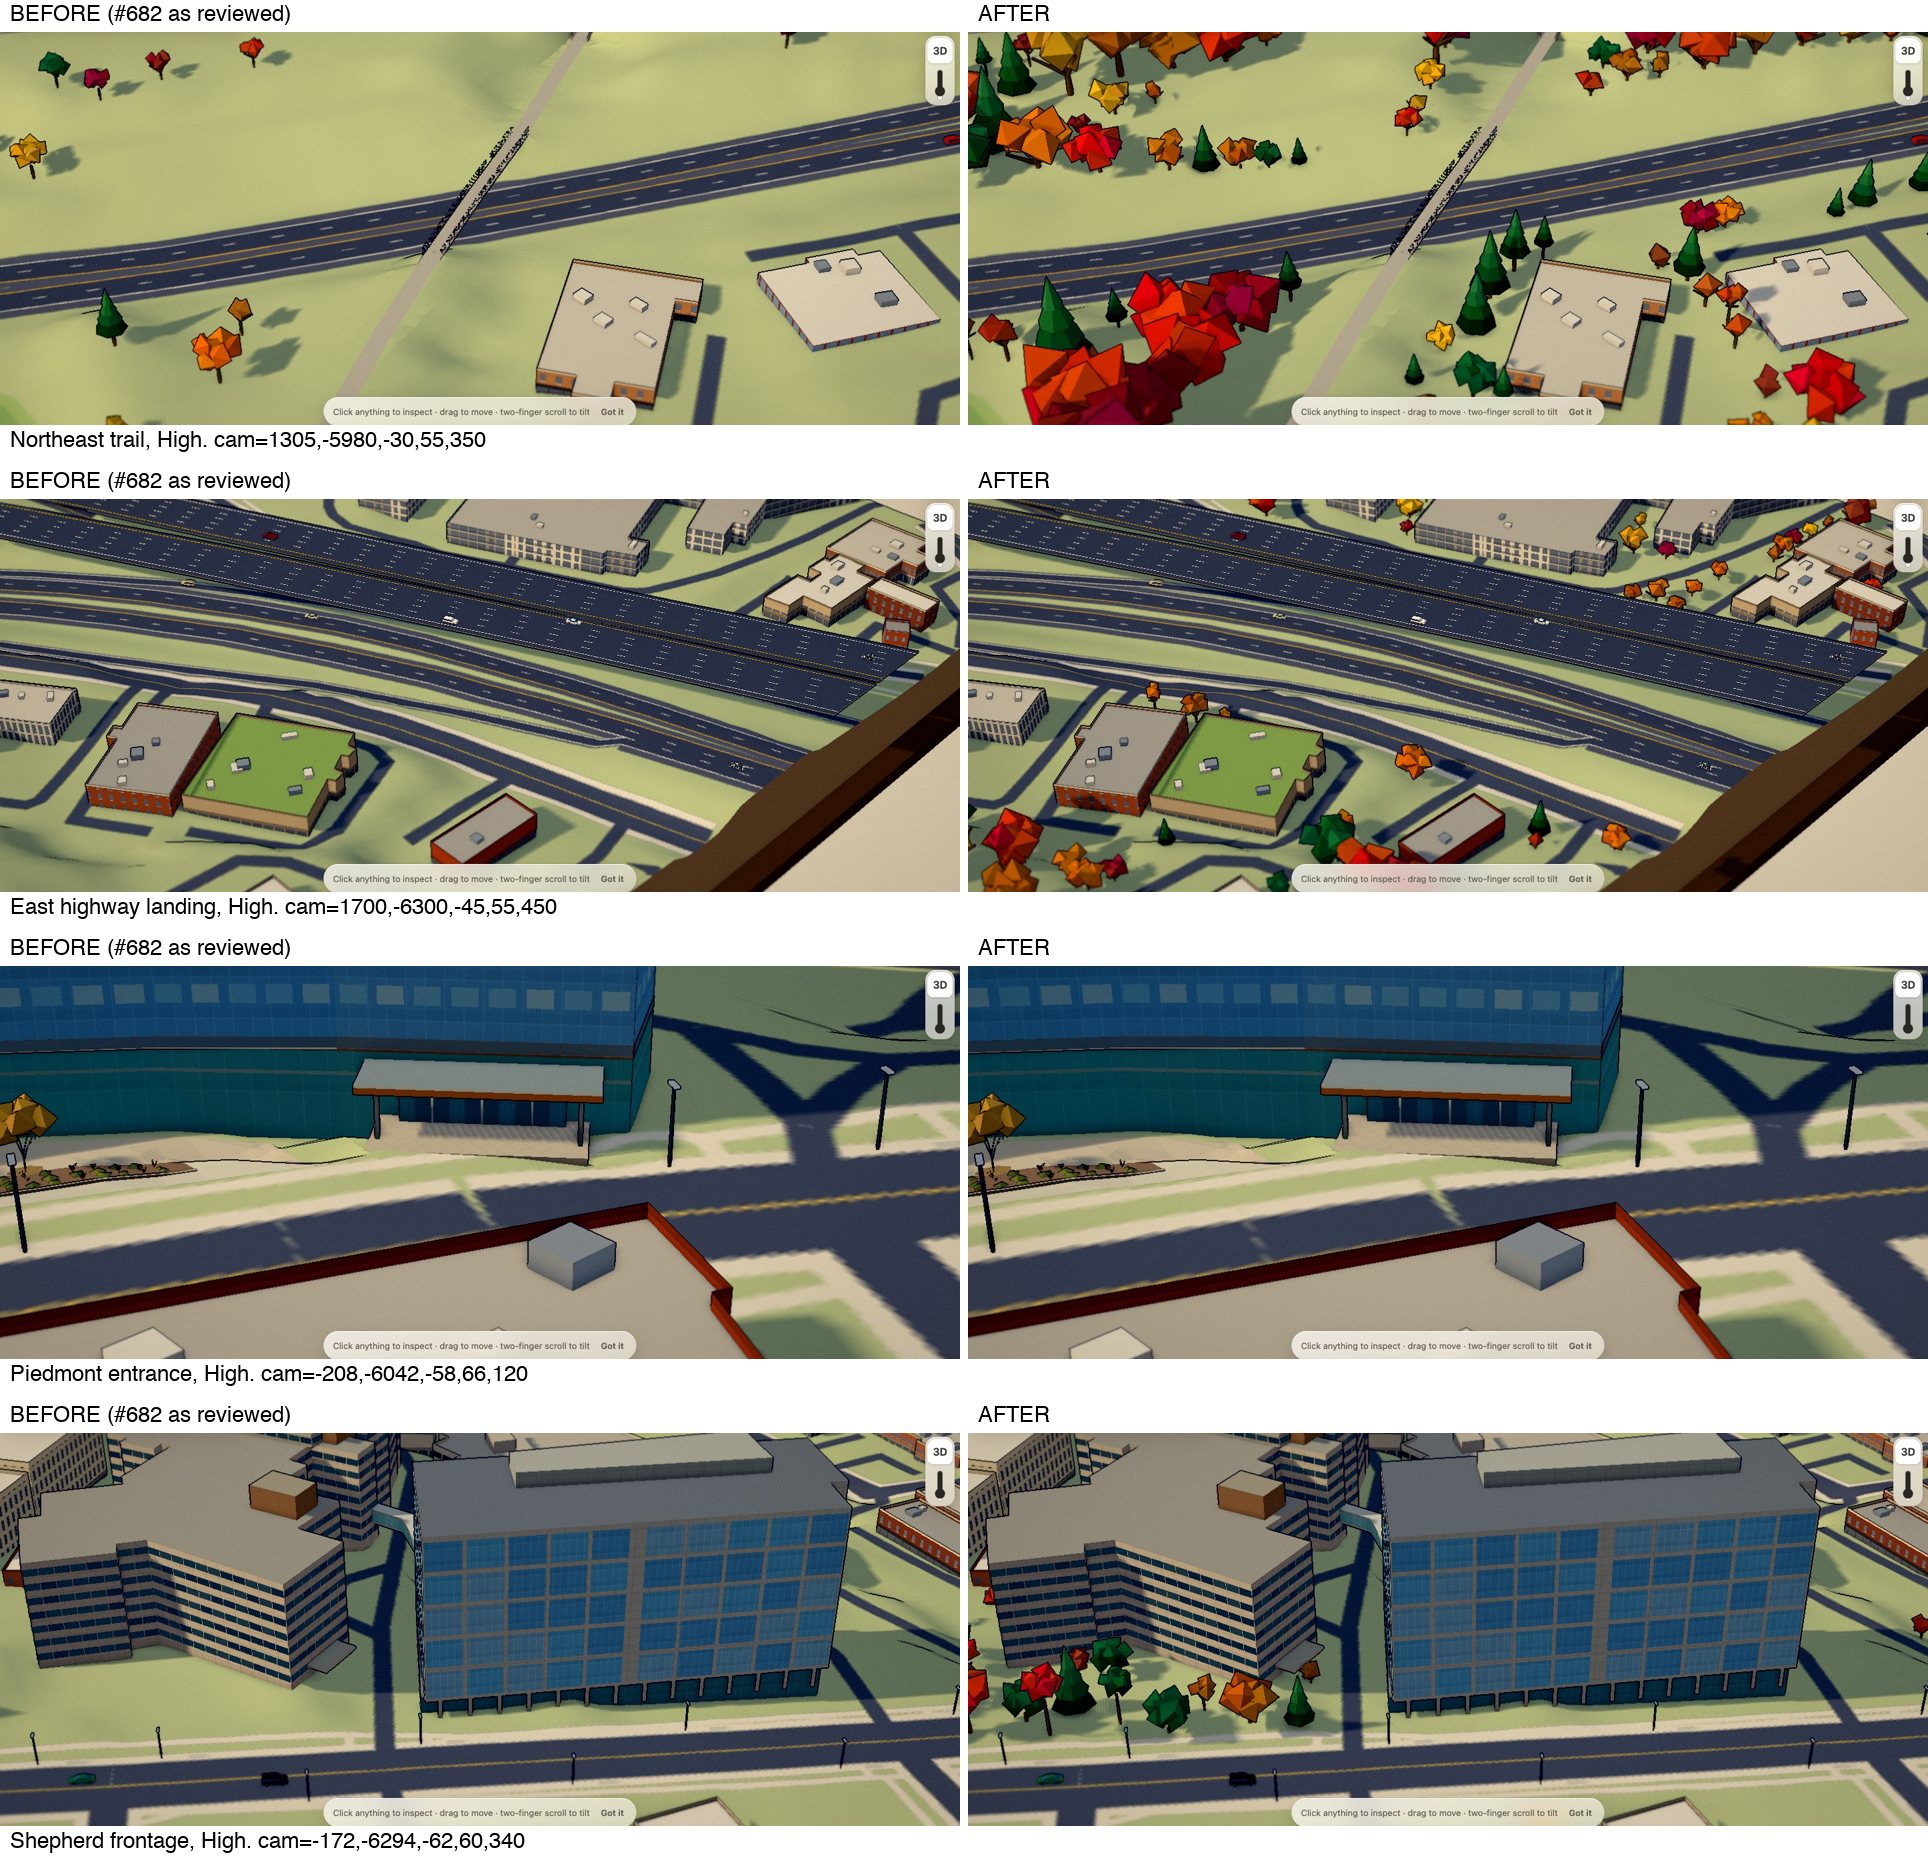 BEFORE (#682 as reviewed)
AFTER
3D
3D
Click anything to inspect · drag to move · two-finger scroll to tilt Got it
Click anything to inspect · drag to move · two-finger scroll to tilt Got it
Northeast trail, High. cam=1305,-5980,-30,55,350
BEFORE (#682 as reviewed)
AFTER
3D
3D
Click anything to inspect · drag to move · two-finger scroll to tilt Got it
Click anything to inspect · drag to move · two-finger scroll to tilt Got it
East highway landing, High. cam=1700,-6300,-45,55,450
BEFORE (#682 as reviewed)
AFTER
3D
3D
Click anything to inspect · drag to move · two-finger scroll to tilt Got it
Click anything to inspect · drag to move · two-finger scroll to tilt Got it
Piedmont entrance, High. cam=-208,-6042,-58,66,120
BEFORE (#682 as reviewed)
AFTER
3D
3D
Click anything to inspect · drag to move · two-finger scroll to tilt Got it
Click anything to inspect · drag to move · two-finger scroll to tilt Got it
Shepherd frontage, High. cam=-172,-6294,-62,60,340